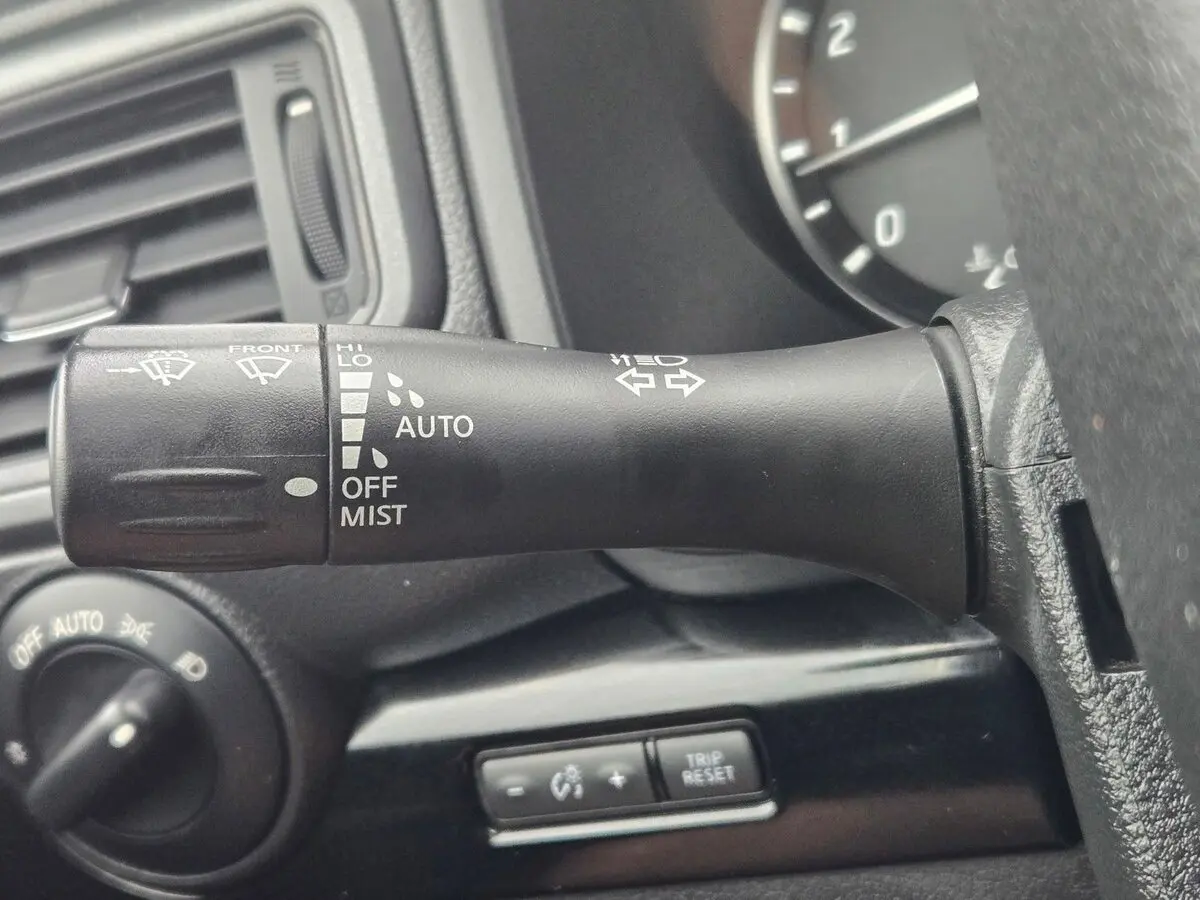 2
1
0
FRONT
HI
LO
AUTO
OFF
MIST
OFF AUTO
- +
TRIP
RESET